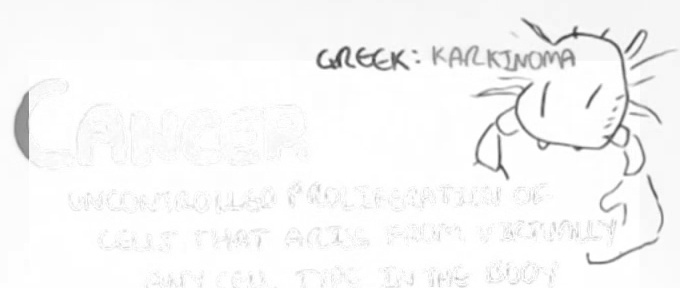 GREEK: KARKINOMA
CANCER
UNCONTROLLED PROLIFERATION OF
CELLS THAT ARISE FROM VIRTUALLY
ANY CELL TYPE IN THE BODY